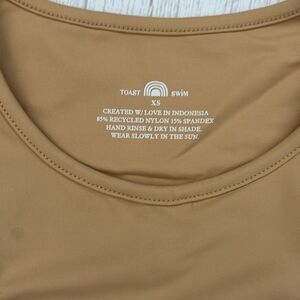 TOAST swim
XS
CREATED W/ LOVE IN INDONESIA
85% RECYCLED NYLON 15% SPANDEX
HAND RINSE & DRY IN SHADE.
WEAR SLOWLY IN THE SUN.